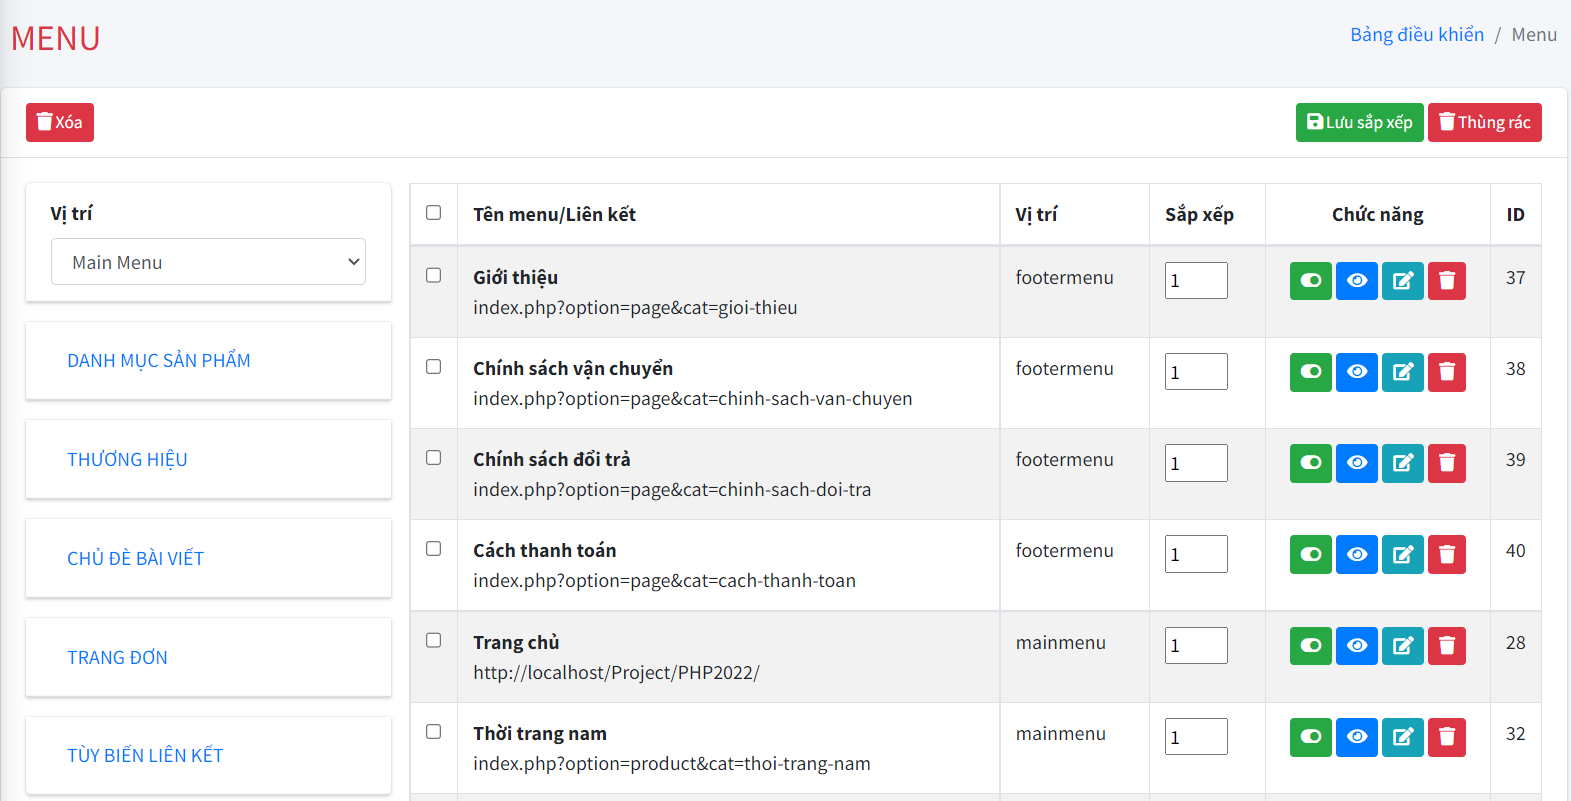 MENU
Bảng điều khiển / Menu
Xóa
Lưu sắp xếp
Thùng rác
Vị trí
Main Menu
DANH MỤC SẢN PHẨM
THƯƠNG HIỆU
CHỦ ĐỀ BÀI VIẾT
TRANG ĐƠN
TÙY BIẾN LIÊN KẾT
Tên menu/Liên kết Vị trí Sắp xếp Chức năng ID
Giới thiệu footermenu 1 37
index.php?option=page&cat=gioi-thieu
Chính sách vận chuyển footermenu 1 38
index.php?option=page&cat=chinh-sach-van-chuyen
Chính sách đổi trả footermenu 1 39
index.php?option=page&cat=chinh-sach-doi-tra
Cách thanh toán footermenu 1 40
index.php?option=page&cat=cach-thanh-toan
Trang chủ mainmenu 1 28
http://localhost/Project/PHP2022/
Thời trang nam mainmenu 1 32
index.php?option=product&cat=thoi-trang-nam